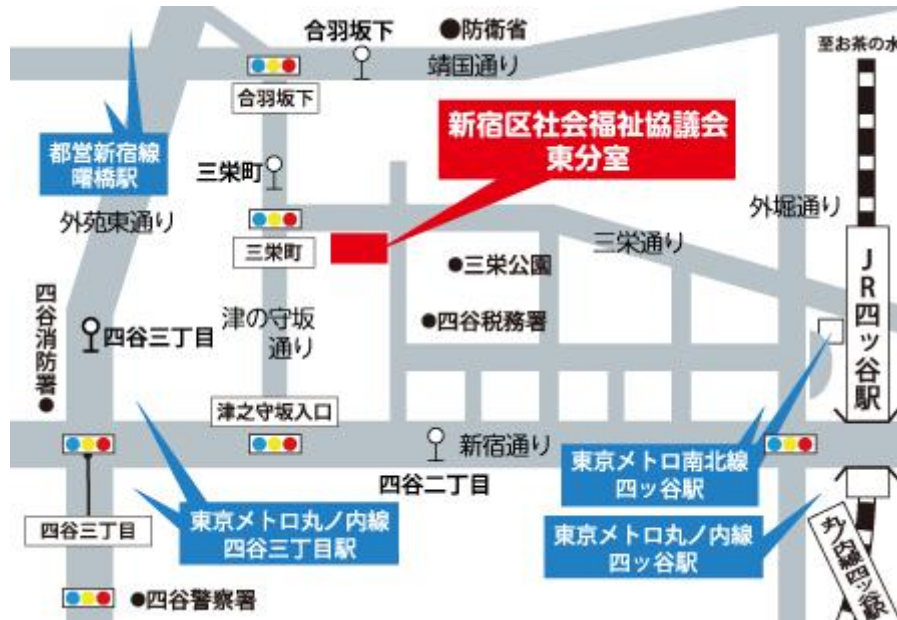 合羽坂下
●防衛省
至お茶の水
靖国通り
合羽坂下
新宿区社会福祉協議会
東分室
都営新宿線
曙橋駅
三栄町
外苑東通り
外堀通り
三栄町
三栄通り
●三栄公園
JR四ッ谷駅
四谷消防署●
四谷三丁目
津の守坂
通り
●四谷税務署
津之守坂入口
新宿通り
四谷二丁目
東京メトロ南北線
四ッ谷駅
四谷三丁目
東京メトロ丸ノ内線
四谷三丁目駅
東京メトロ丸ノ内線
四ッ谷駅
丸ノ内線四ッ谷駅
●四谷警察署